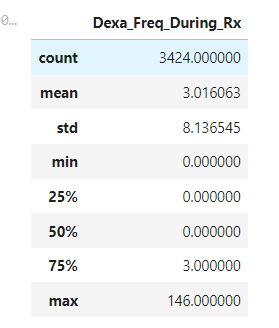 0...
Dexa_Freq_During_Rx
count 3424.000000
mean 3.016063
std 8.136545
min 0.000000
25% 0.000000
50% 0.000000
75% 3.000000
max 146.000000